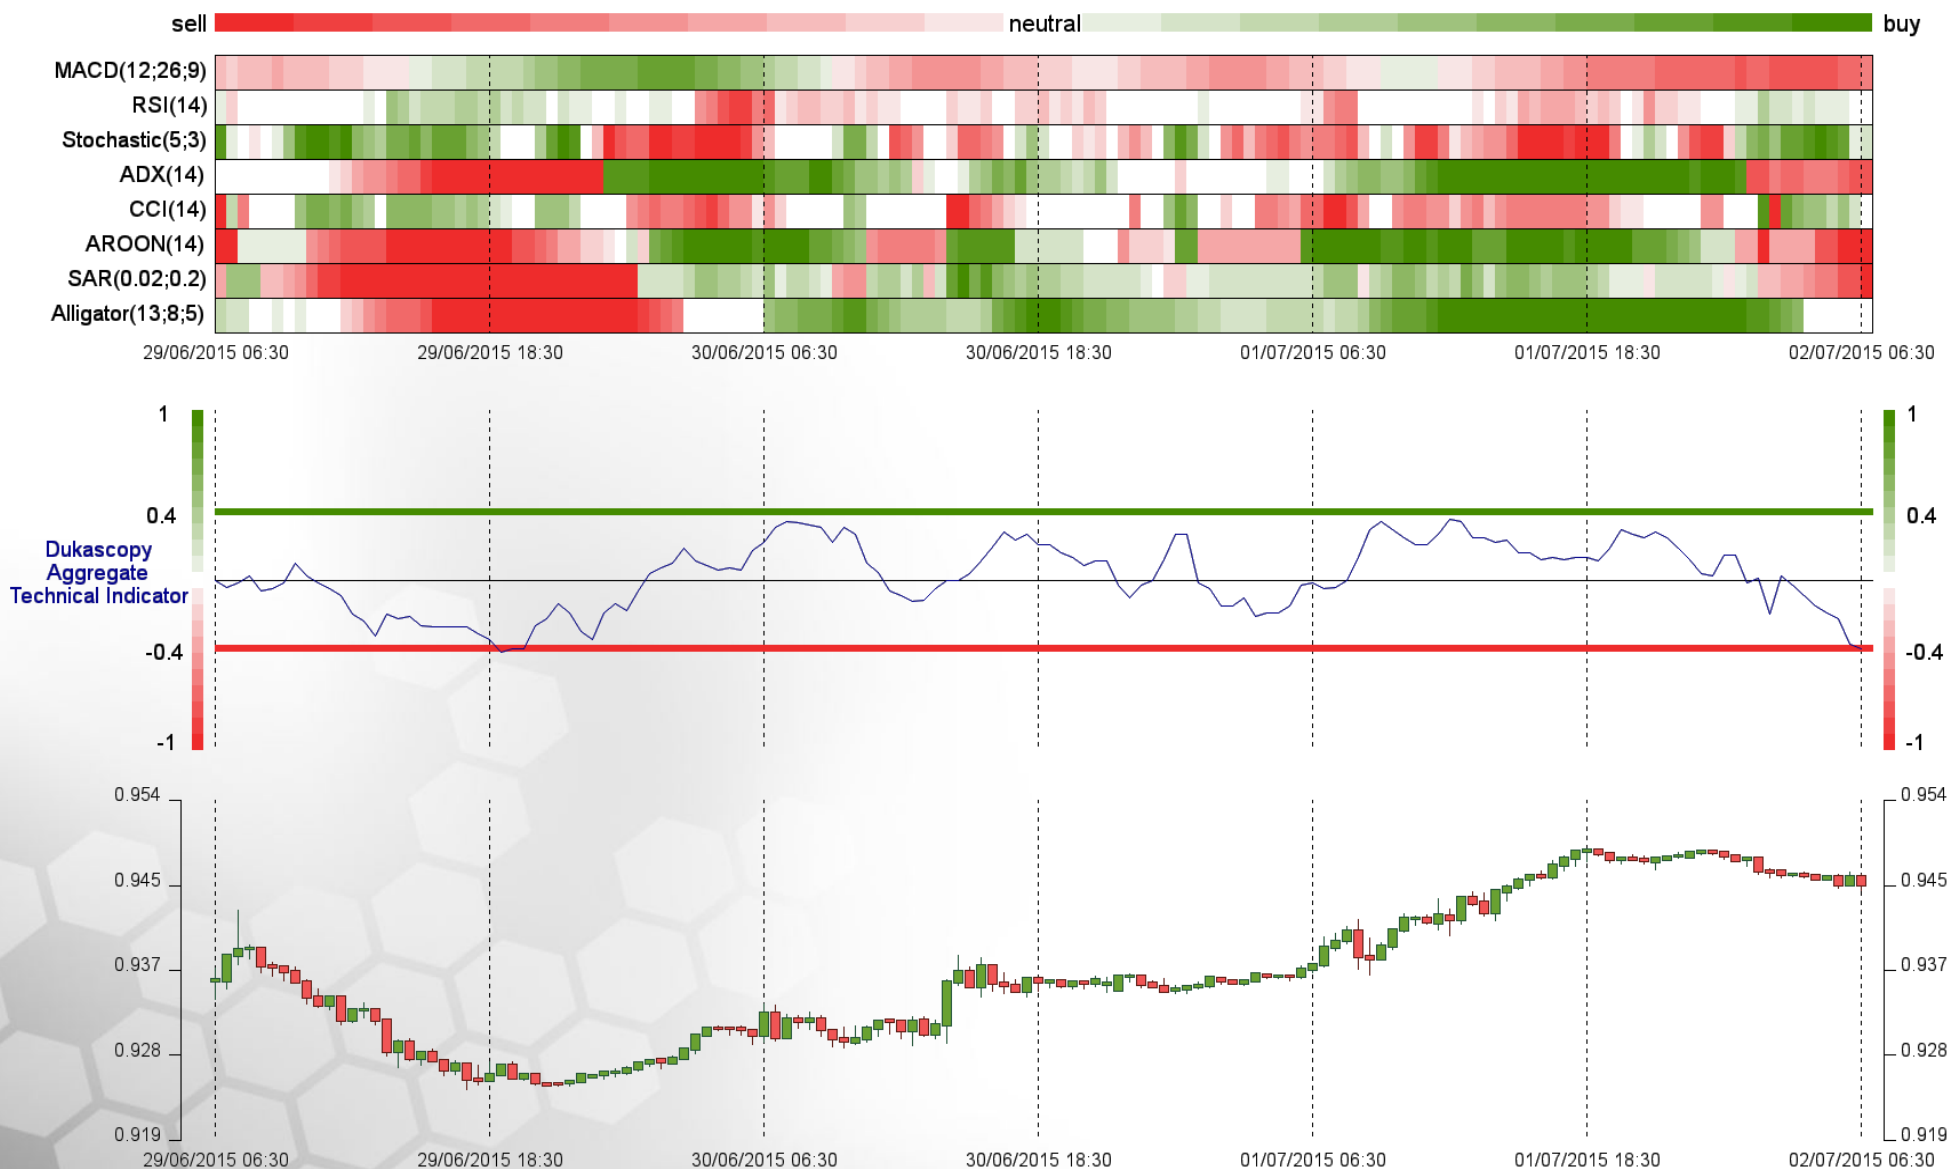 sell neutral buy
MACD(12;26;9)
RSI(14)
Stochastic(5;3)
ADX(14)
CCI(14)
AROON(14)
SAR(0.02;0.2)
Alligator(13;8;5)
29/06/2015 06:30 29/06/2015 18:30 30/06/2015 06:30 30/06/2015 18:30 01/07/2015 06:30 01/07/2015 18:30 02/07/2015 06:30
1 1
0.4 0.4
Dukascopy
Aggregate
Technical Indicator
-0.4 -0.4
-1 -1
0.954 0.954
0.945 0.945
0.937 0.937
0.928 0.928
0.919 0.919
29/06/2015 06:30 29/06/2015 18:30 30/06/2015 06:30 30/06/2015 18:30 01/07/2015 06:30 01/07/2015 18:30 02/07/2015 06:30